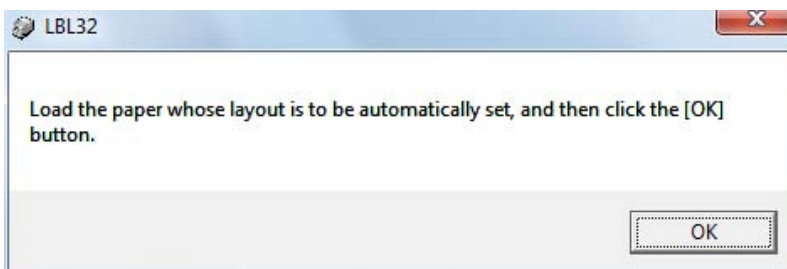 LBL32
Load the paper whose layout is to be automatically set, and then click the [OK]
button.
OK